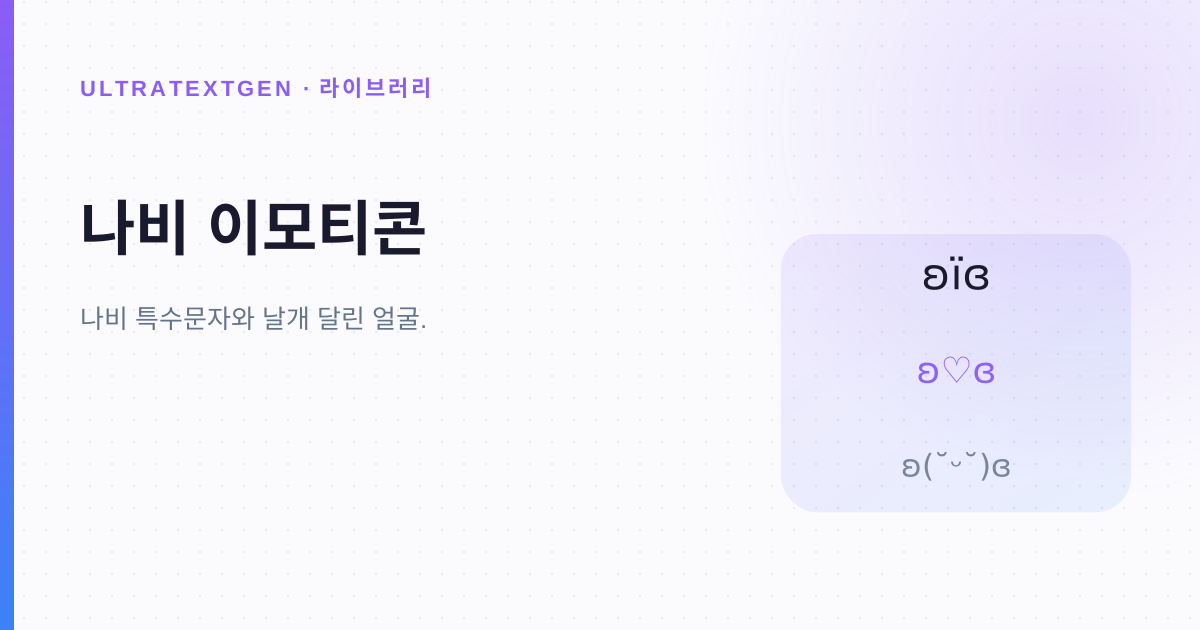 ULTRATEXTGEN · 라이브러리
나비 이모티콘
나비 특수문자와 날개 달린 얼굴.
ʚïɞ
ʚ♡ɞ
ʚ(˘ᵕ˘)ɞ